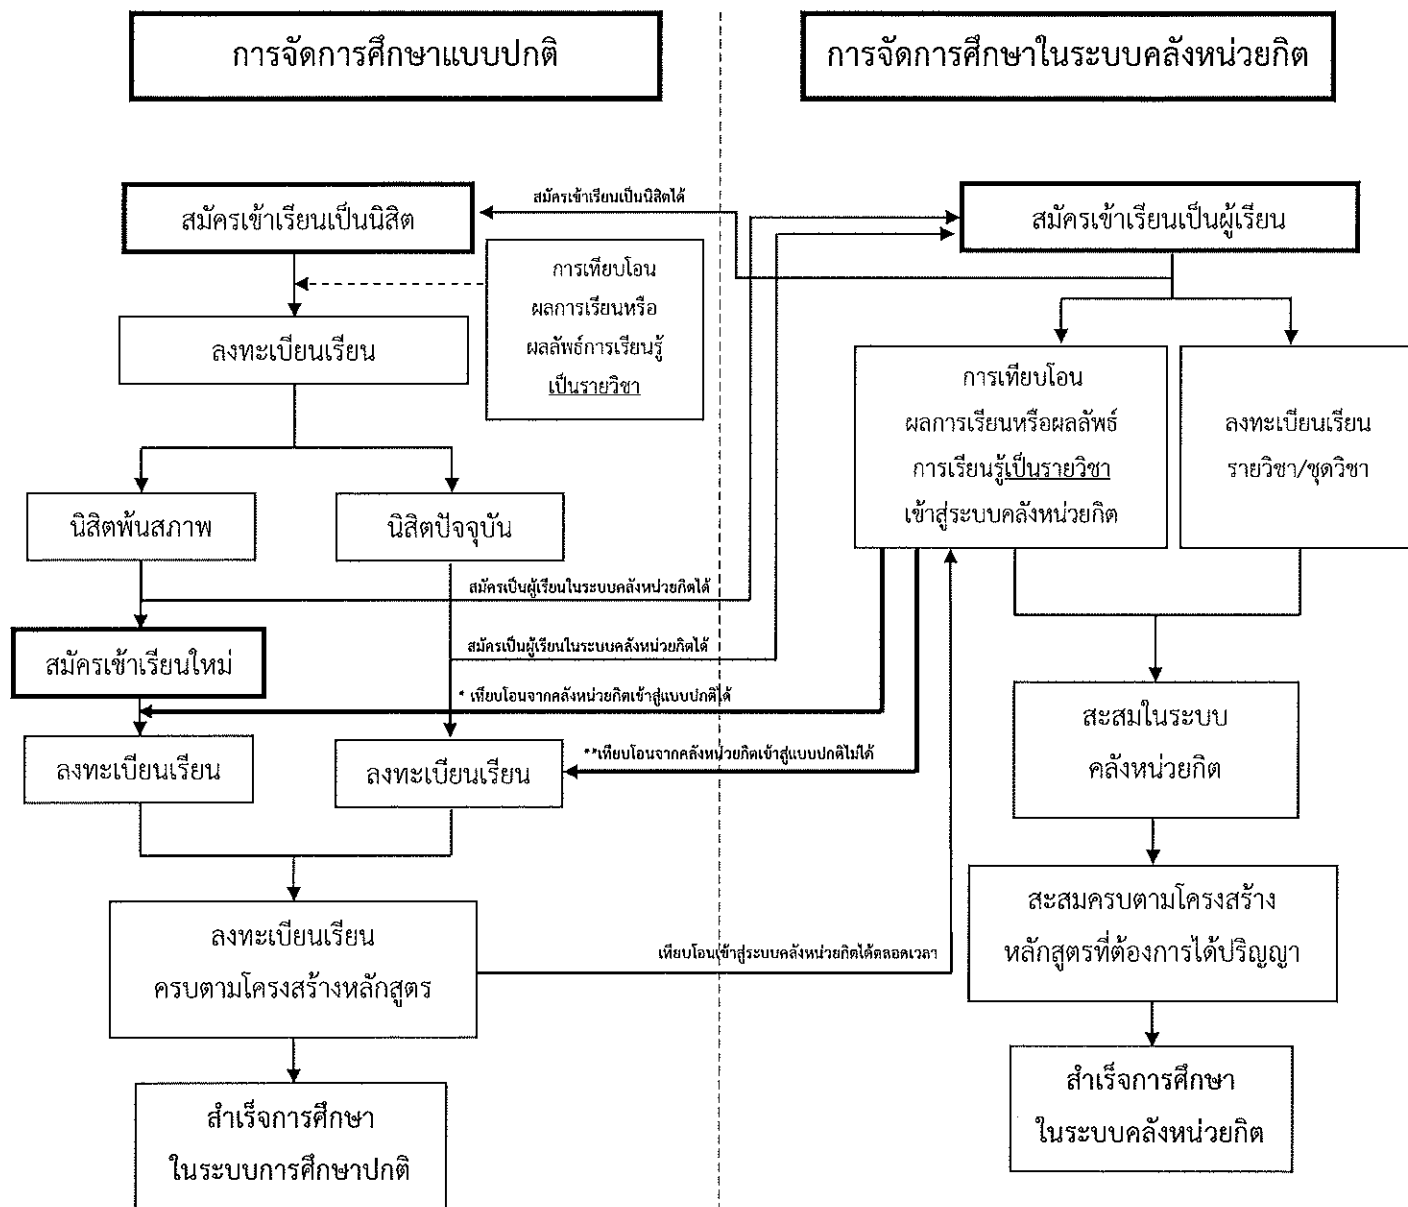 การจัดการศึกษาแบบปกติ
การจัดการศึกษาในระบบคลังหน่วยกิต
สมัครเข้าเรียนเป็นนิสิต
สมัครเข้าเรียนเป็นนิสิตได้
สมัครเข้าเรียนเป็นผู้เรียน
การเทียบโอน
ผลการเรียนหรือ
ผลลัพธ์การเรียนรู้
เป็นรายวิชา
ลงทะเบียนเรียน
การเทียบโอน
ผลการเรียนหรือผลลัพธ์
การเรียนรู้เป็นรายวิชา
เข้าสู่ระบบคลังหน่วยกิต
ลงทะเบียนเรียน
รายวิชา/ชุดวิชา
นิสิตพ้นสภาพ
นิสิตปัจจุบัน
สมัครเป็นผู้เรียนในระบบคลังหน่วยกิตได้
สมัครเข้าเรียนใหม่
สมัครเป็นผู้เรียนในระบบคลังหน่วยกิตได้
* เทียบโอนจากคลังหน่วยกิตเข้าสู่แบบปกติได้
ลงทะเบียนเรียน
ลงทะเบียนเรียน
**เทียบโอนจากคลังหน่วยกิตเข้าสู่แบบปกติไม่ได้
สะสมในระบบ
คลังหน่วยกิต
ลงทะเบียนเรียน
ครบตามโครงสร้างหลักสูตร
เทียบโอนเข้าสู่ระบบคลังหน่วยกิตได้ตลอดเวลา
สะสมครบตามโครงสร้าง
หลักสูตรที่ต้องการได้ปริญญา
สำเร็จการศึกษา
ในระบบการศึกษาปกติ
สำเร็จการศึกษา
ในระบบคลังหน่วยกิต